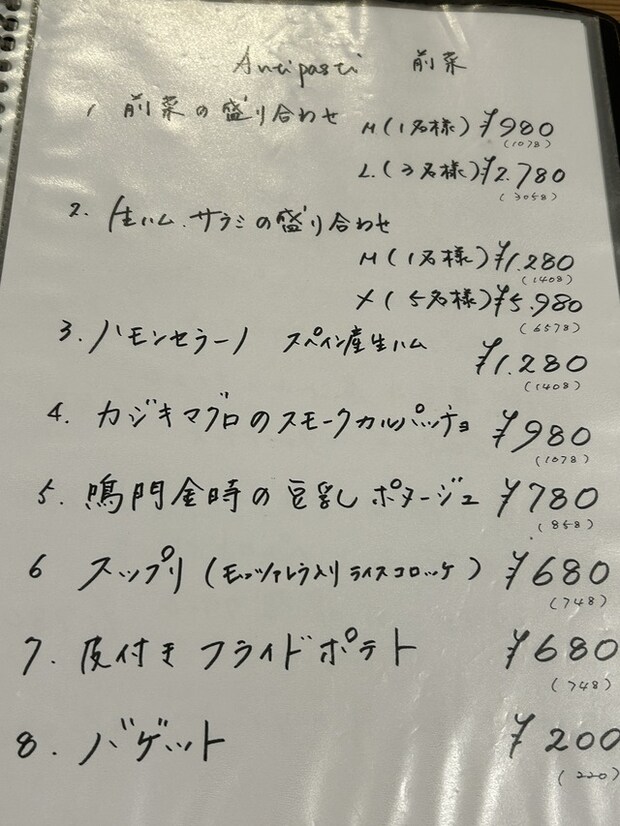 Antipasti 前菜
1 前菜の盛り合わせ M(1名様) ¥980
(1078)
L.(3名様) ¥2.780
(3058)
2. 生ハム.サラミの盛り合わせ
M(1名様) ¥1.280
(1408)
X(5名様) ¥5.980
(6578)
3. ハモンセラーノ スペイン産生ハム ¥1.280
(1408)
4. カジキマグロのスモークカルパッチョ ¥980
(1078)
5. 鳴門金時の豆乳ポタージュ ¥780
(858)
6 スップリ(モッツァレラ入りライスコロッケ) ¥680
(748)
7. 皮付きフライドポテト ¥680
(748)
8. バゲット ¥200
(220)